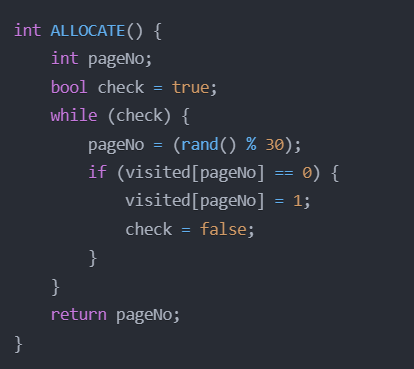 int ALLOCATE() {
    int pageNo;
    bool check = true;
    while (check) {
        pageNo = (rand() % 30);
        if (visited[pageNo] == 0) {
            visited[pageNo] = 1;
            check = false;
        }
    }
    return pageNo;
}